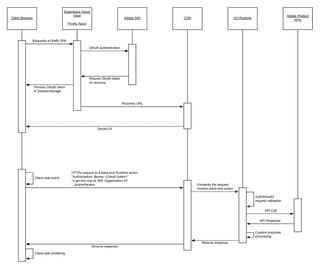 Client Browser
Experience Cloud
Shell
"Firefly Apps"
Adobe IMS
CDN
I/O Runtime
Adobe Product
APIs
Requests a Firefly SPA
OAuth authentication
Returns OAuth token
on success
Persists OAuth token
in SessionStorage
Resolves URL
Serves UI
Client-side event
HTTPs request to a back-end Runtime action
"Authorization: Bearer <OAuth token>"
"x-gw-ims-org-id: IMS Organization Id"
...actionParams
Forwards the request
Invokes back-end action
request validation
API Call
API Response
Custom response
processing
Returns response
Returns response
Client-side rendering